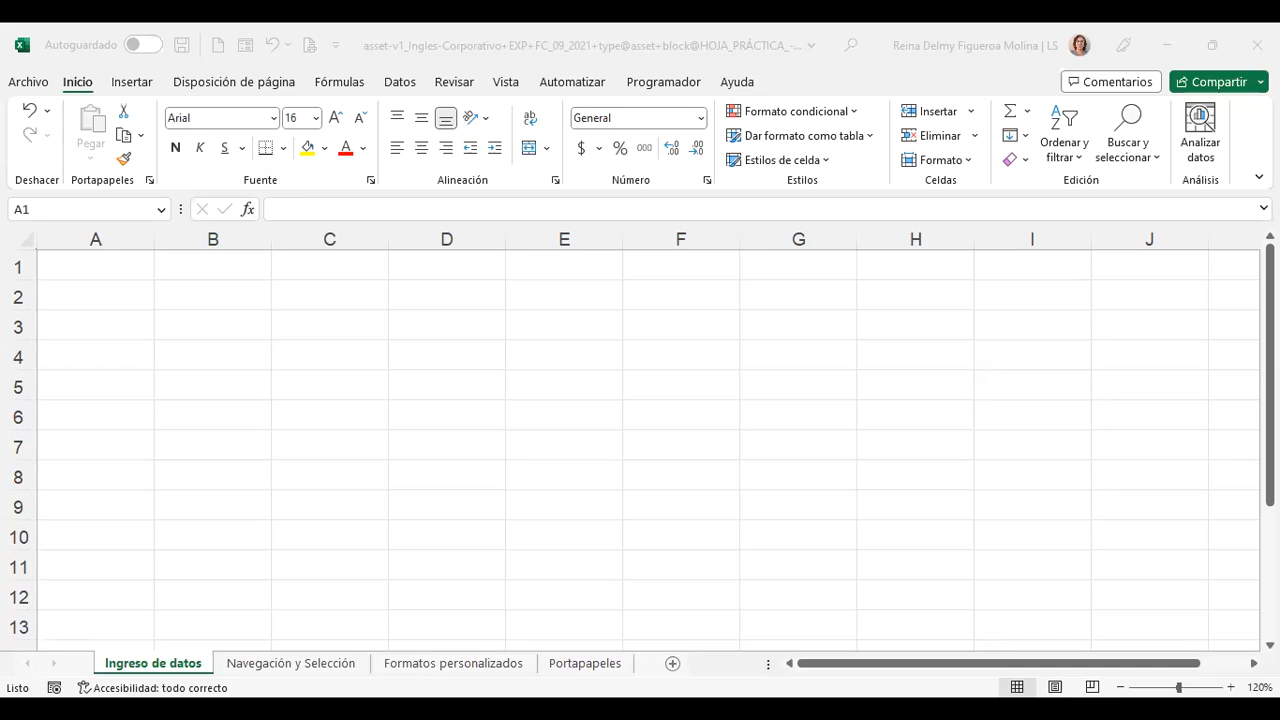 Autoguardado asset-v1_Ingles-Corporativo+EXP+FC_09_2021+type@asset+block@HOJA_PRÁCTICA_-... Reina Delmy Figueroa Molina | LS
Archivo Inicio Insertar Disposición de página Fórmulas Datos Revisar Vista Automatizar Programador Ayuda Comentarios Compartir
Pegar Arial 16 General Formato condicional Insertar
N K S A $ % 000 Dar formato como tabla Eliminar Ordenar y filtrar Buscar y seleccionar Analizar datos
Estilos de celda Formato
Deshacer Portapapeles Fuente Alineación Número Estilos Celdas Edición Análisis
A1 fx
A B C D E F G H I J
1
2
3
4
5
6
7
8
9
10
11
12
13
Ingreso de datos Navegación y Selección Formatos personalizados Portapapeles
Listo Accesibilidad: todo correcto 120%